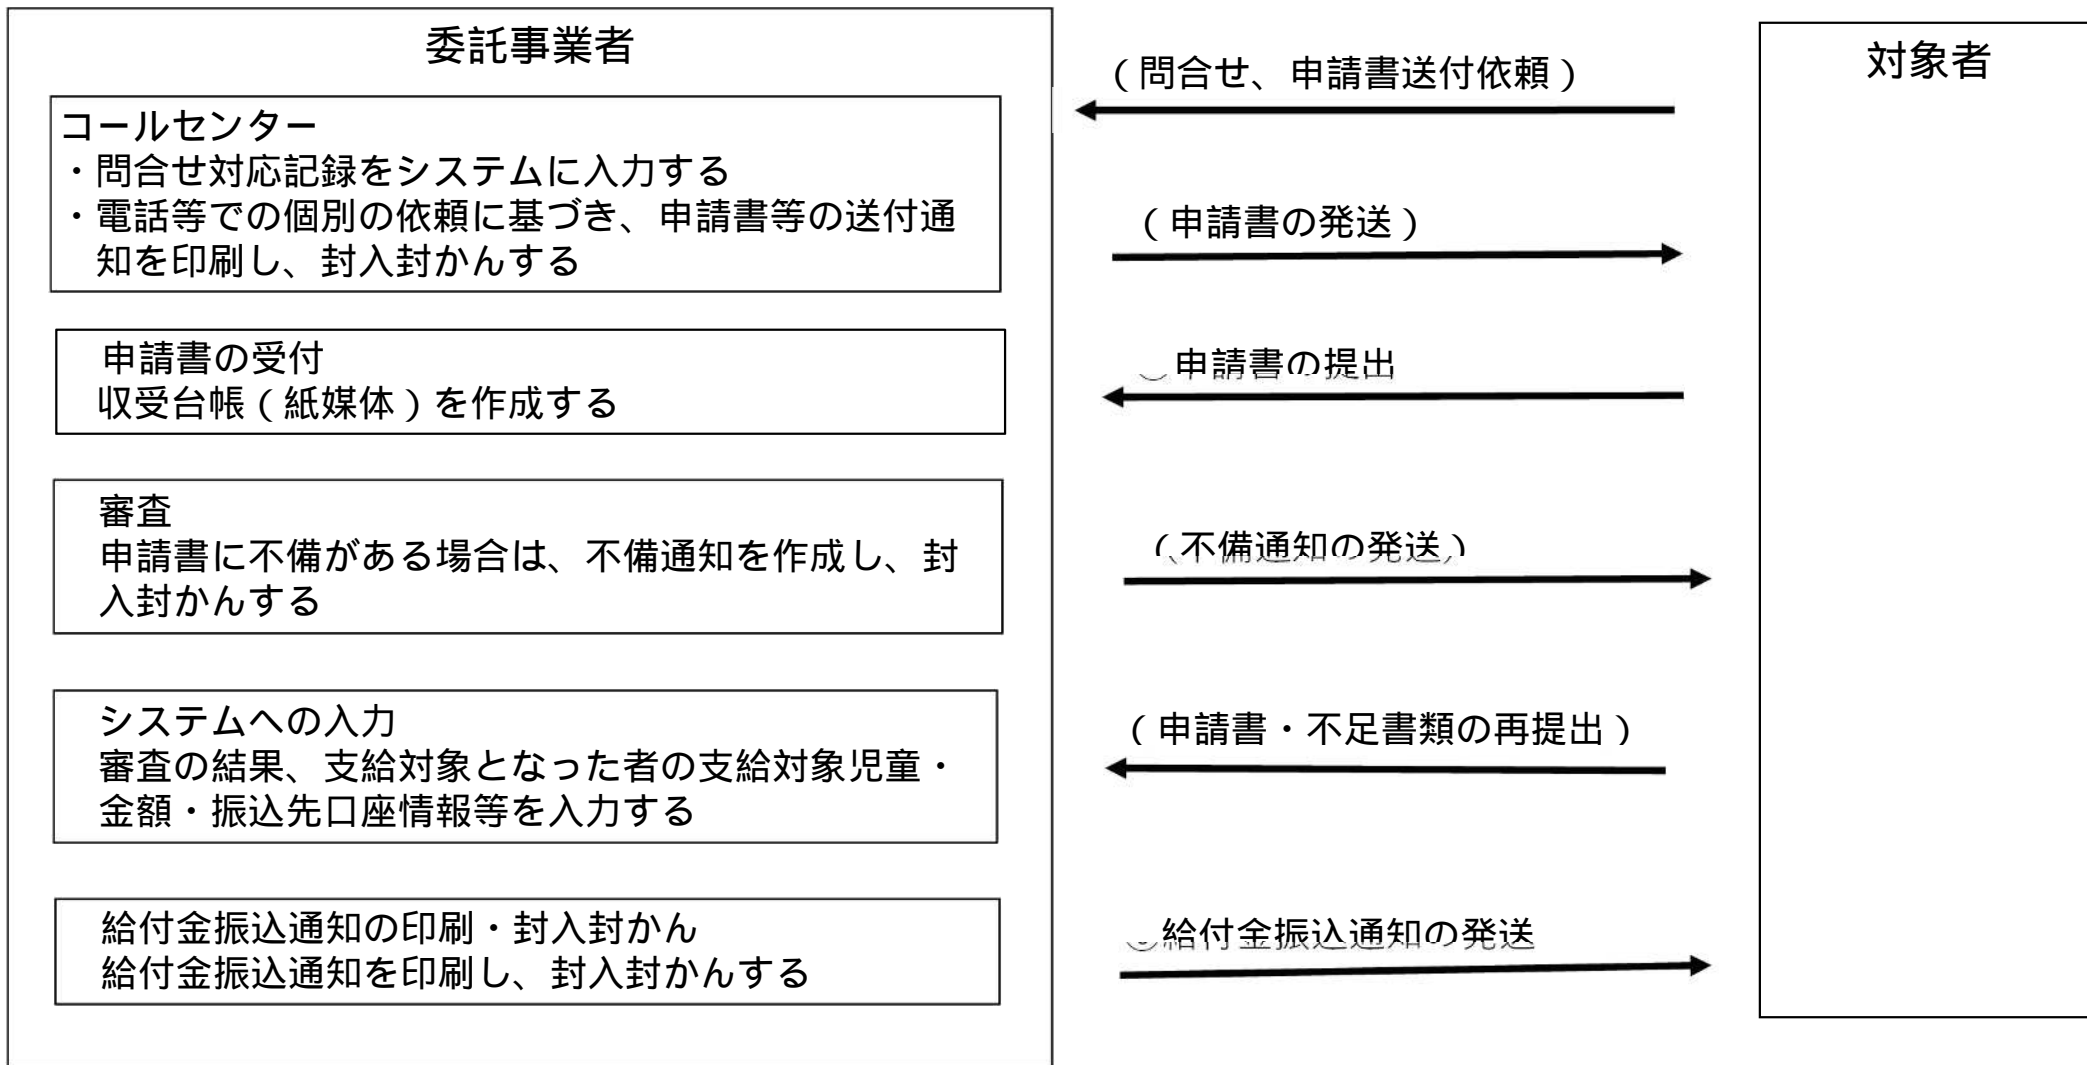 委託事業者
コールセンター
・問合せ対応記録をシステムに入力する
・電話等での個別の依頼に基づき、申請書等の送付通
知を印刷し、封入封かんする
申請書の受付
収受台帳（紙媒体）を作成する
審査
申請書に不備がある場合は、不備通知を作成し、封
入封かんする
システムへの入力
審査の結果、支給対象となった者の支給対象児童・
金額・振込先口座情報等を入力する
給付金振込通知の印刷・封入封かん
給付金振込通知を印刷し、封入封かんする
（問合せ、申請書送付依頼）
（申請書の発送）
申請書の提出
（不備通知の発送）
（申請書・不足書類の再提出）
給付金振込通知の発送
対象者